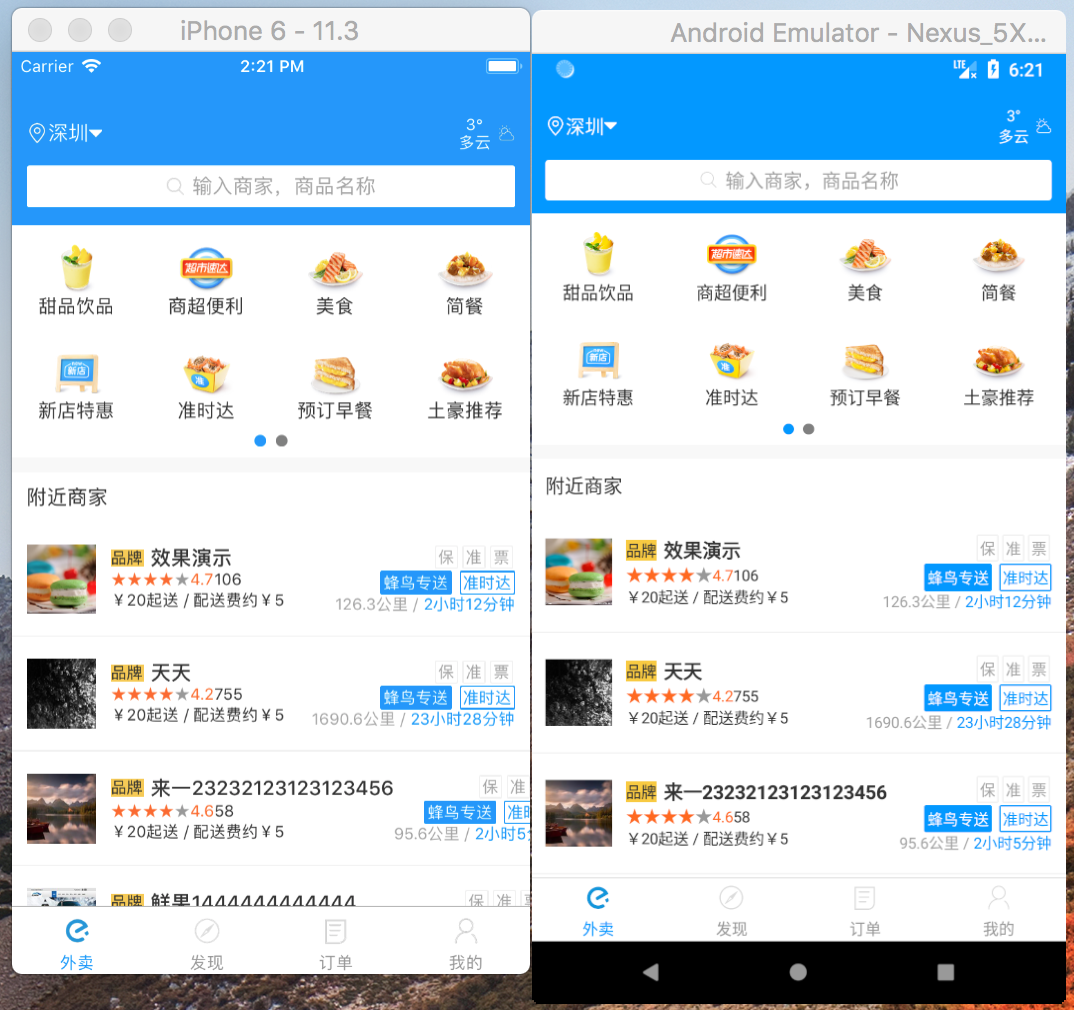 iPhone 6 - 11.3
Carrier 2:21 PM
深圳
3°
多云
输入商家，商品名称
超市速达
甜品饮品 商超便利 美食 简餐
新店
准
新店特惠 准时达 预订早餐 土豪推荐
附近商家
品牌 效果演示 保 准 票
4.7106 蜂鸟专送 准时达
¥20起送 / 配送费约¥5 126.3公里 / 2小时12分钟
品牌 天天 保 准 票
4.2755 蜂鸟专送 准时达
¥20起送 / 配送费约¥5 1690.6公里 / 23小时28分钟
品牌 来一23232123123123456 保 准
4.658 蜂鸟专送 准时
¥20起送 / 配送费约¥5 95.6公里 / 2小时5
品牌 鲜果1444444444444 保 准
外卖 发现 订单 我的
Android Emulator - Nexus_5X...
LTE 6:21
深圳
3°
多云
输入商家，商品名称
超市速达
甜品饮品 商超便利 美食 简餐
新店
准
新店特惠 准时达 预订早餐 土豪推荐
附近商家
品牌 效果演示 保 准 票
4.7106 蜂鸟专送 准时达
¥20起送 / 配送费约¥5 126.3公里 / 2小时12分钟
品牌 天天 保 准 票
4.2755 蜂鸟专送 准时达
¥20起送 / 配送费约¥5 1690.6公里 / 23小时28分钟
品牌 来一23232123123123456 保 准 票
4.658 蜂鸟专送 准时达
¥20起送 / 配送费约¥5 95.6公里 / 2小时5分钟
外卖 发现 订单 我的